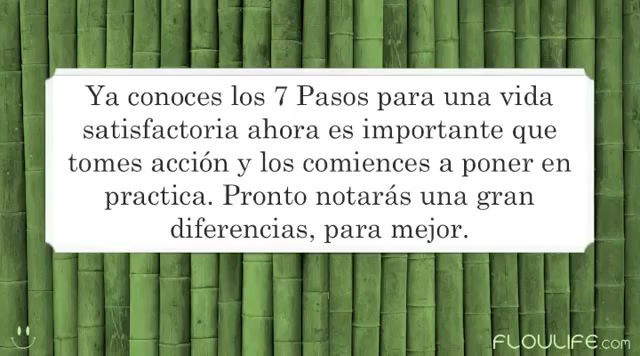 Ya conoces los 7 Pasos para una vida
satisfactoria ahora es importante que
tomes acción y los comiences a poner en
practica. Pronto notarás una gran
diferencias, para mejor.
FLOWLIFE.com